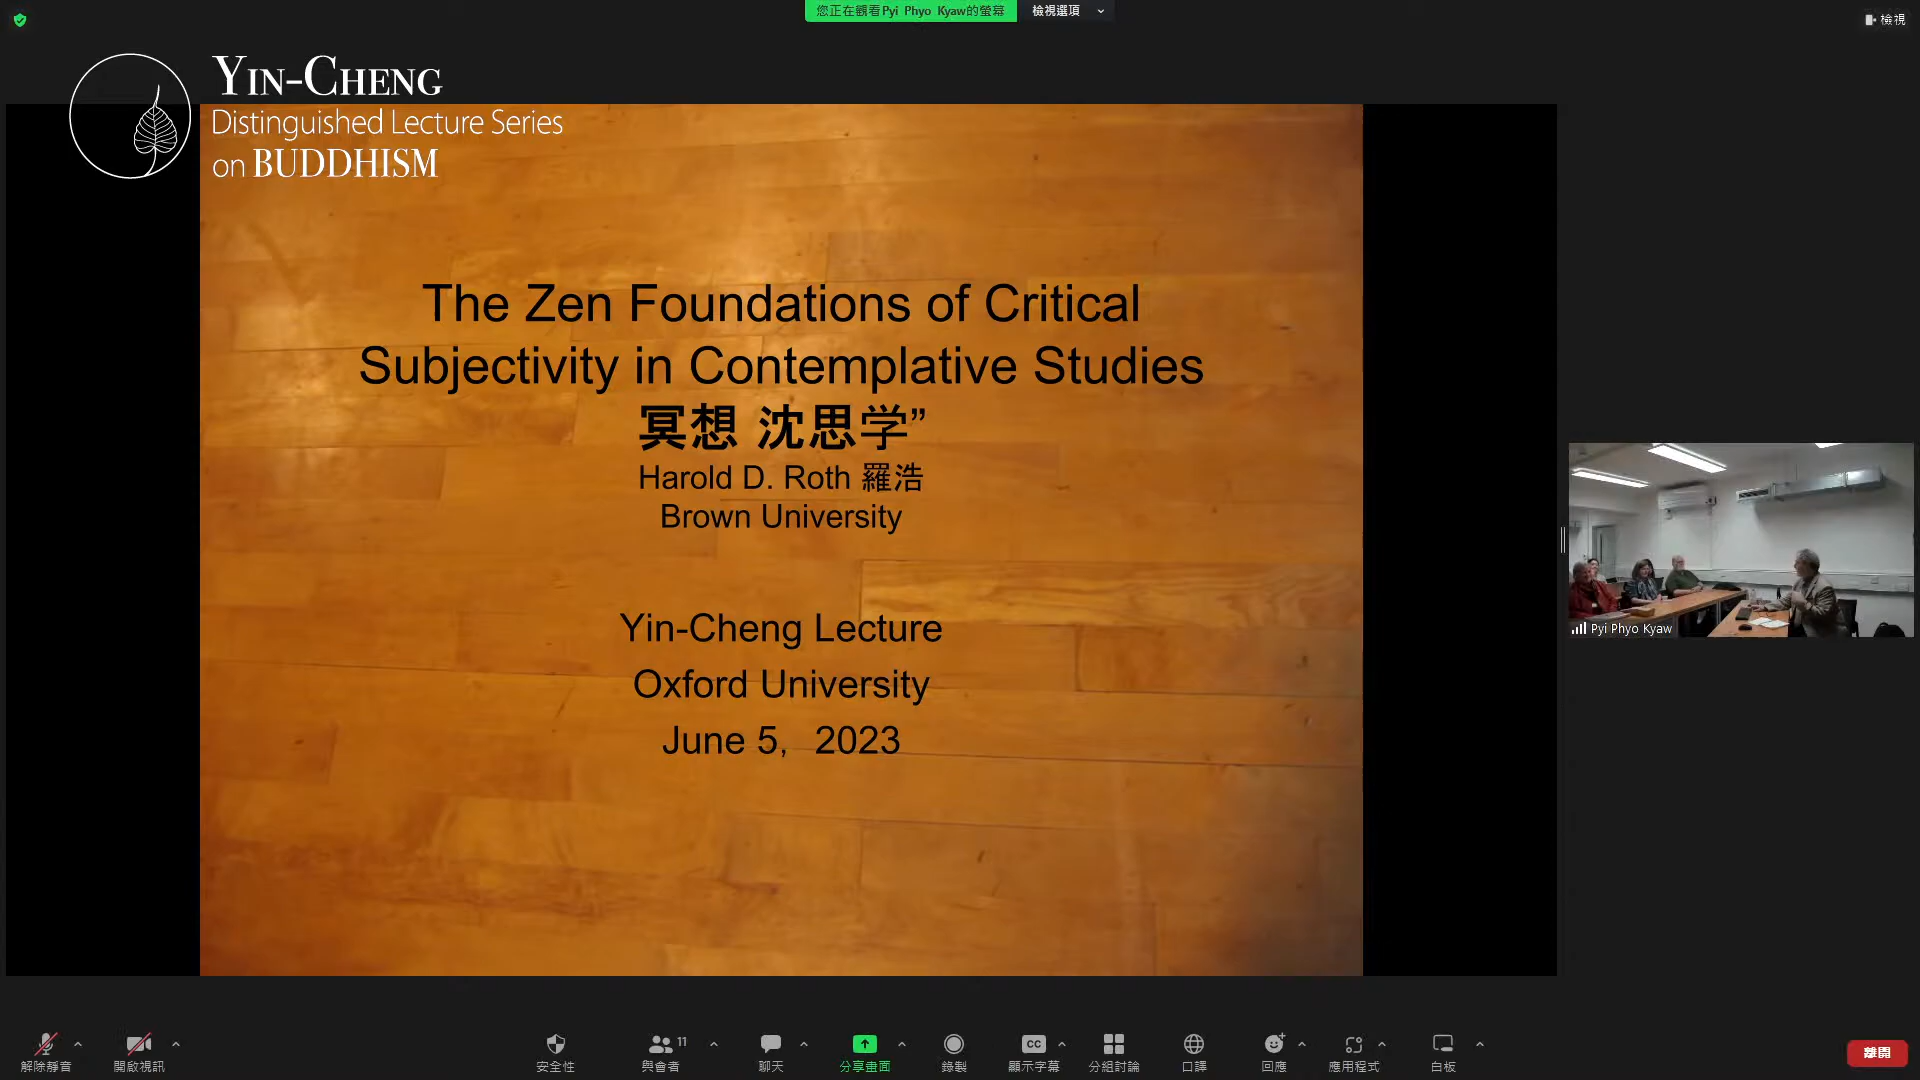 您正在觀看Pyi Phyo Kyaw的螢幕
檢視選項
檢視
YIN-CHENG
Distinguished Lecture Series
on BUDDHISM
The Zen Foundations of Critical
Subjectivity in Contemplative Studies
冥想 沈思学”
Harold D. Roth 羅浩
Brown University
Yin-Cheng Lecture
Oxford University
June 5, 2023
Pyi Phyo Kyaw
解除靜音
開啟視訊
安全性
11
與會者
聊天
分享畫面
錄製
CC
顯示字幕
分組討論
口譯
回應
應用程式
白板
離開